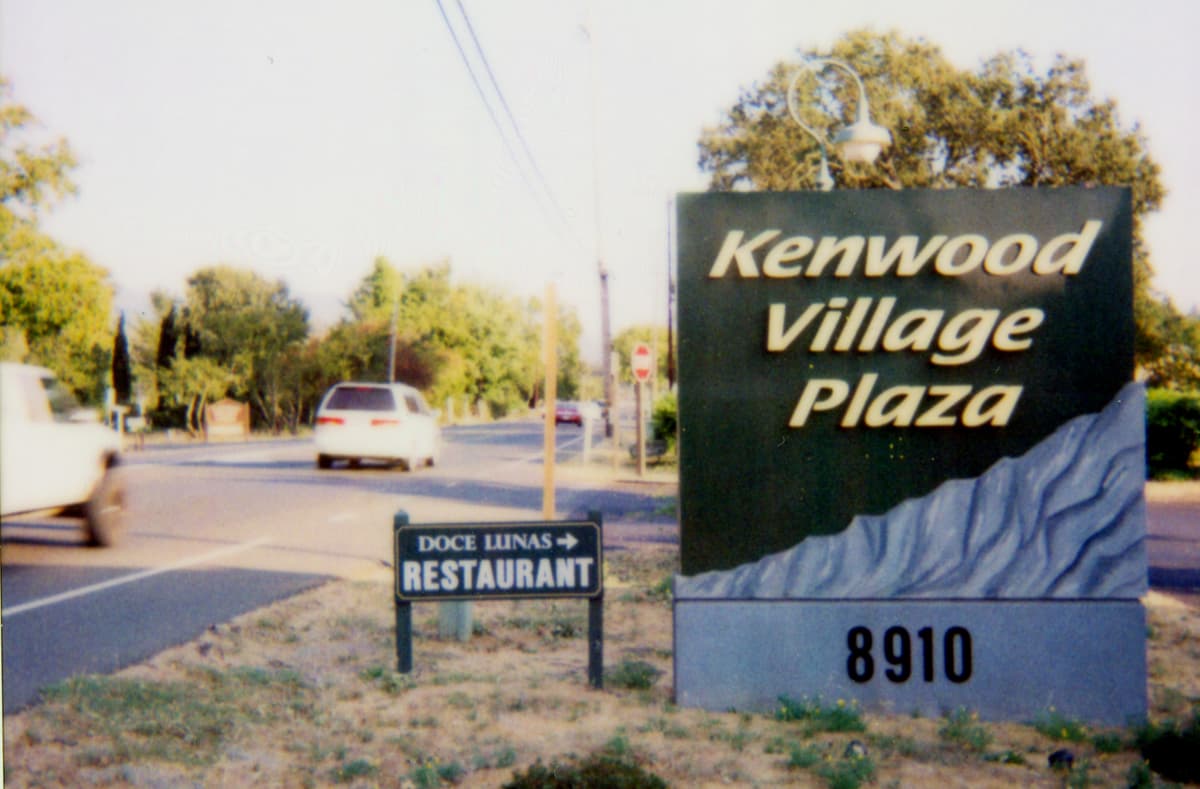 Kenwood
Village
Plaza
8910
DOCE LUNAS →
RESTAURANT